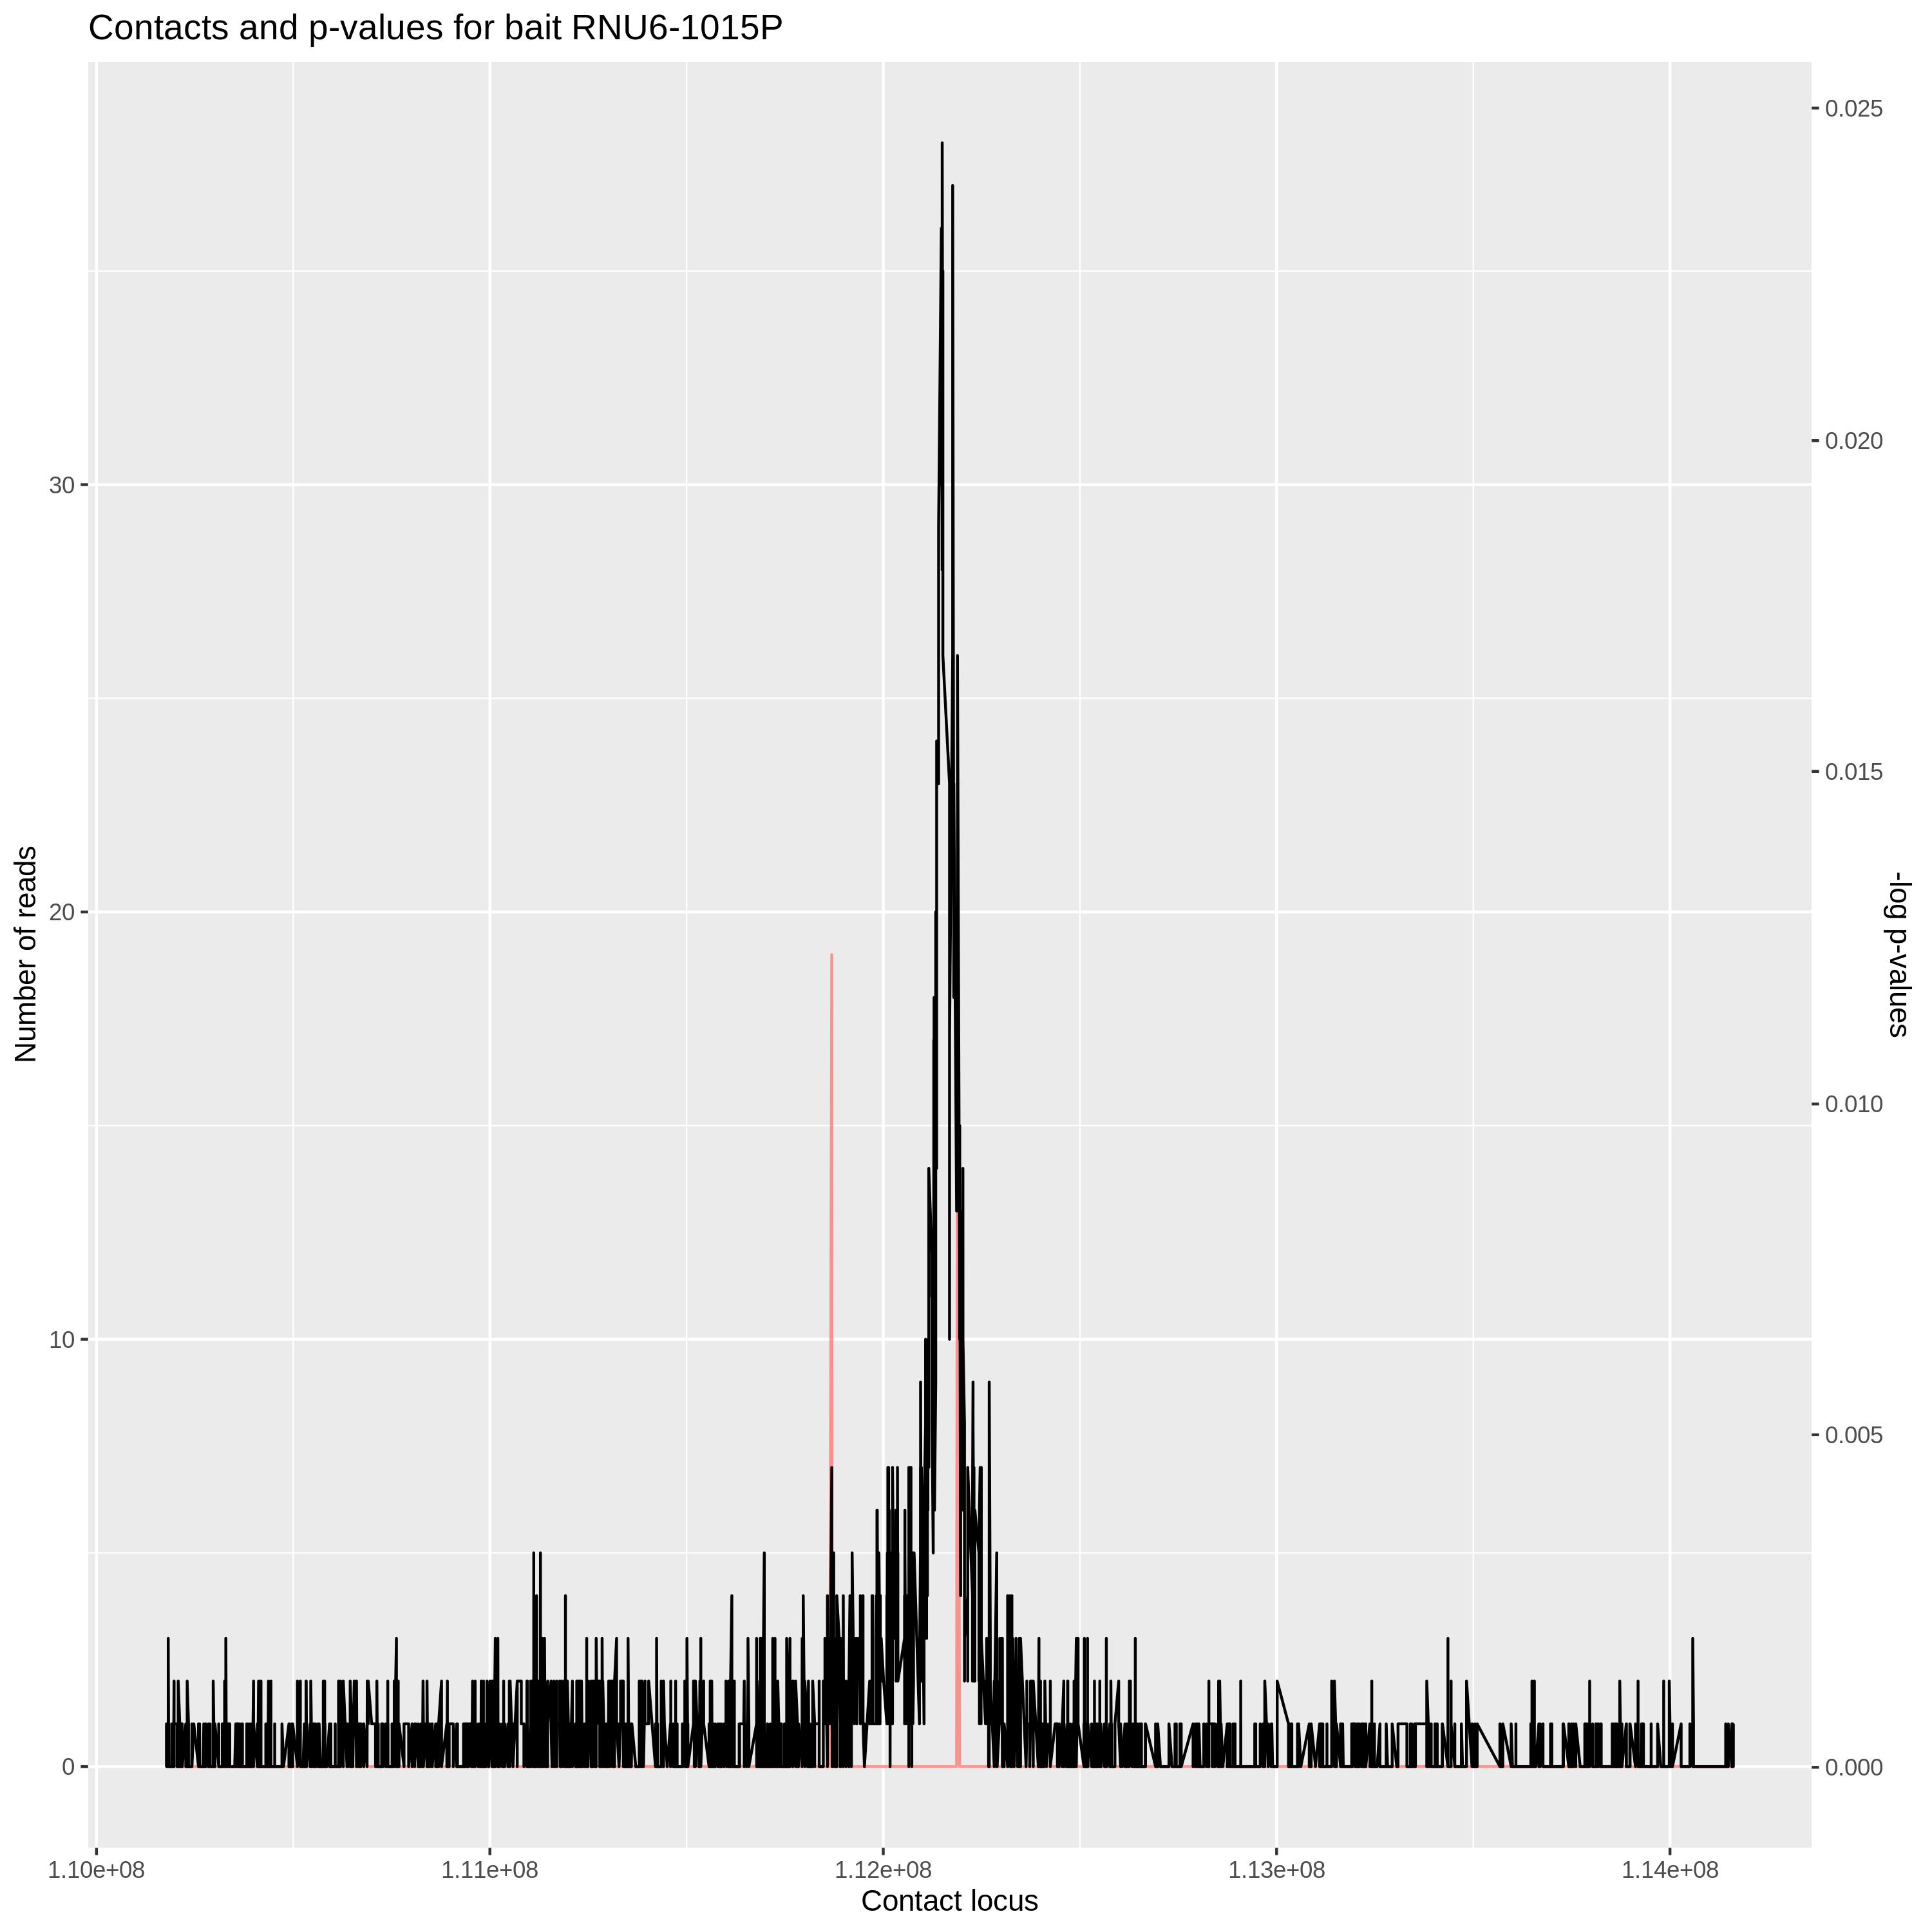 Contacts and p-values for bait RNU6-1015P
0.025
0.020
30
0.015
20
Number of reads
-log p-values
0.010
10
0.005
0
0.000
1.10e+08
1.11e+08
1.12e+08
1.13e+08
1.14e+08
Contact locus